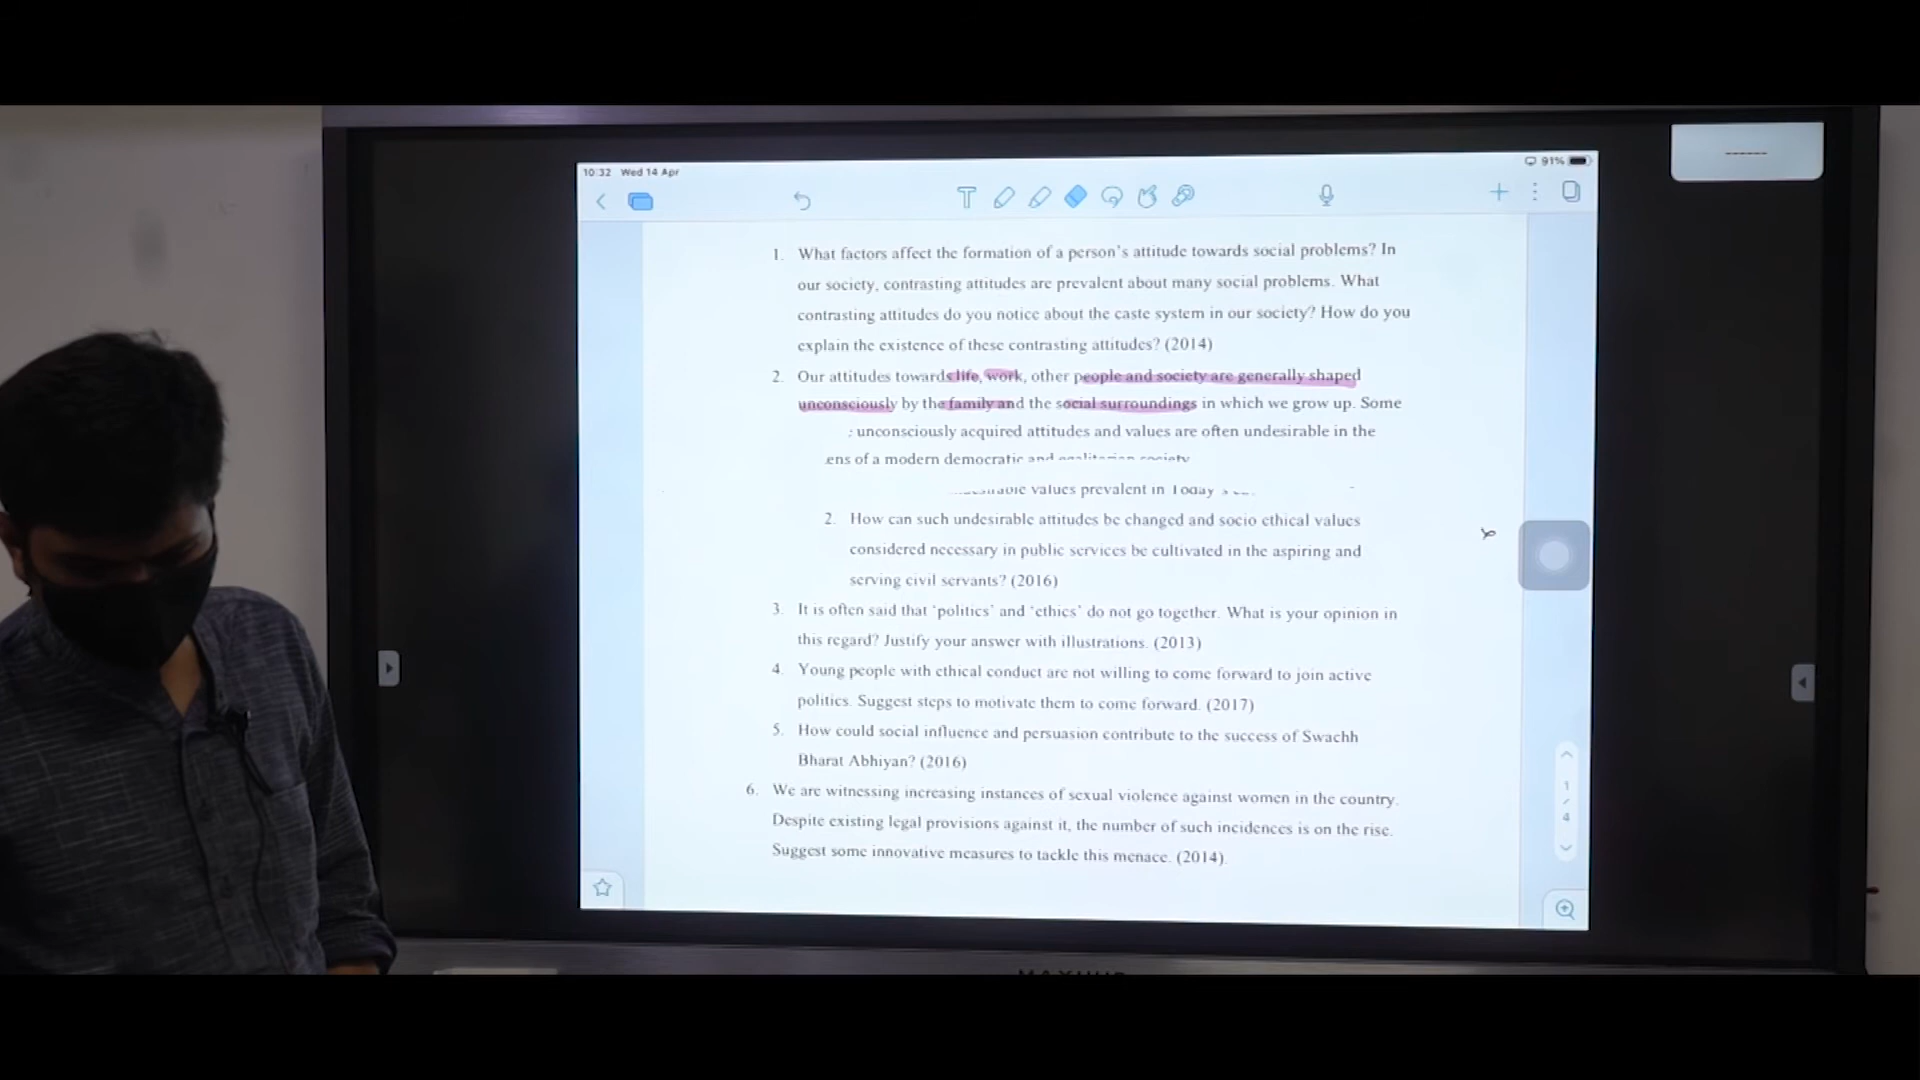 10:32 Wed 14 Apr
91%
1. What factors affect the formation of a person's attitude towards social problems? In
our society, contrasting attitudes are prevalent about many social problems. What
contrasting attitudes do you notice about the caste system in our society? How do you
explain the existence of these contrasting attitudes? (2014)
2. Our attitudes towards life, work, other people and society are generally shaped
unconsciously by the family and the social surroundings in which we grow up. Some
unconsciously acquired attitudes and values are often undesirable in the
ens of a modern democratic and egalitarian society
values prevalent in Today's
2. How can such undesirable attitudes be changed and socio ethical values
considered necessary in public services be cultivated in the aspiring and
serving civil servants? (2016)
3. It is often said that 'politics' and 'ethics' do not go together. What is your opinion in
this regard? Justify your answer with illustrations. (2013)
4. Young people with ethical conduct are not willing to come forward to join active
politics. Suggest steps to motivate them to come forward. (2017)
5. How could social influence and persuasion contribute to the success of Swachh
Bharat Abhiyan? (2016)
6. We are witnessing increasing instances of sexual violence against women in the country.
Despite existing legal provisions against it, the number of such incidences is on the rise.
Suggest some innovative measures to tackle this menace. (2014).
1
/
4